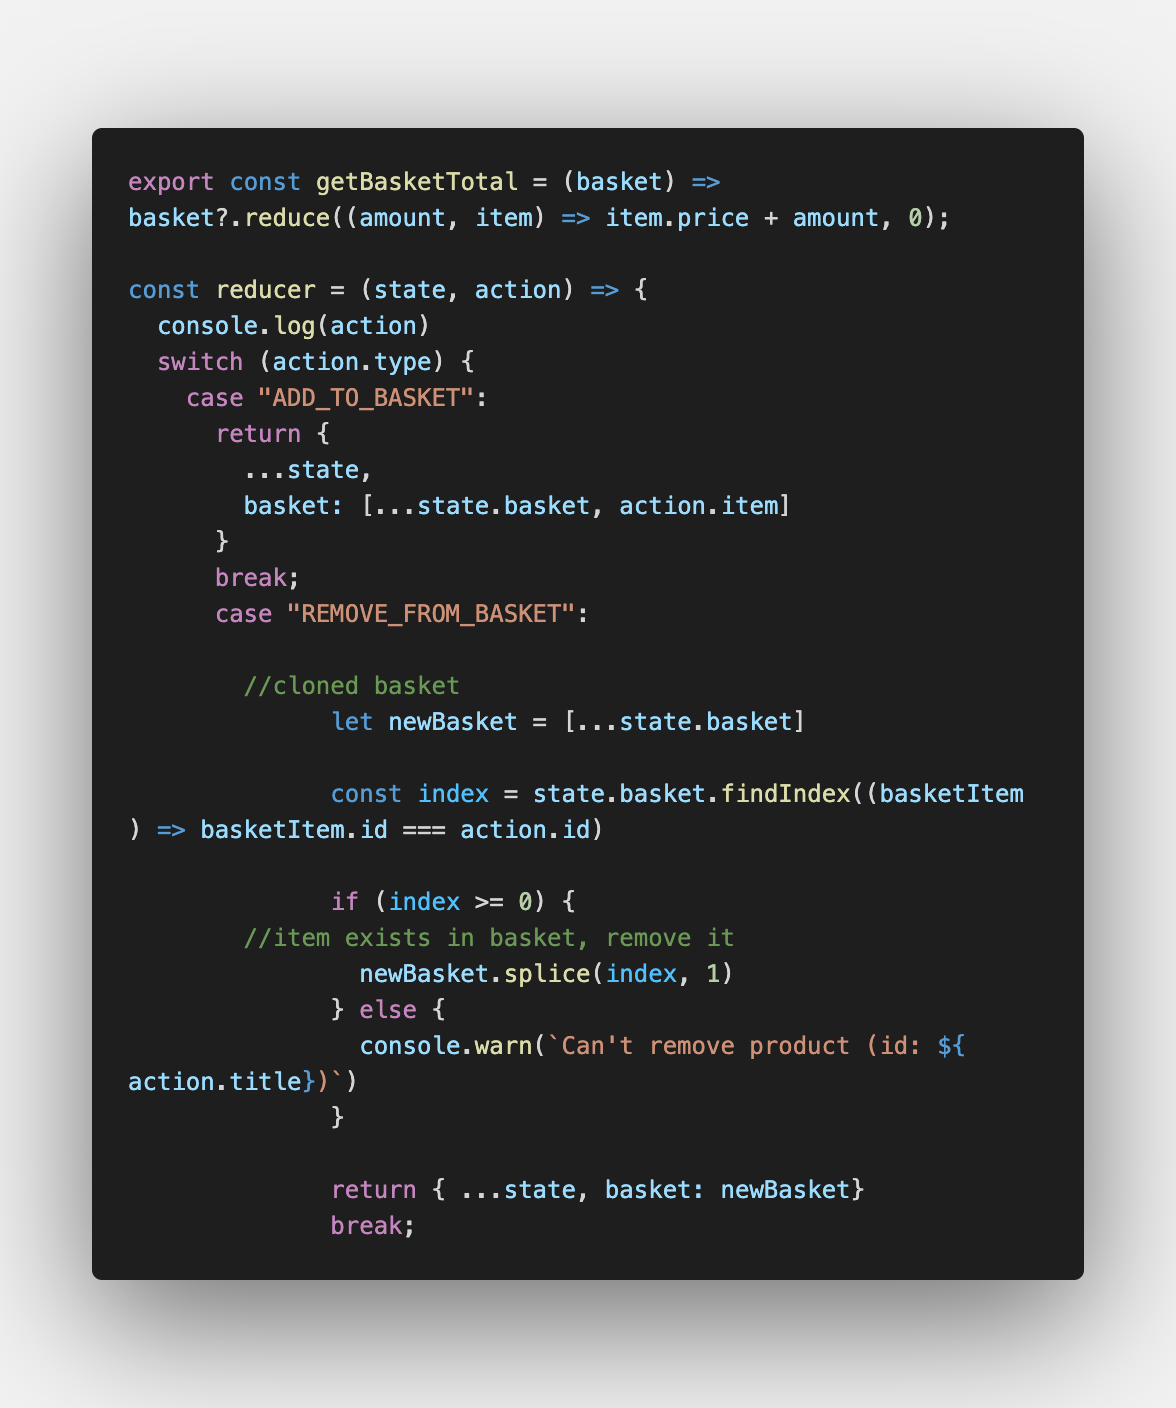 export const getBasketTotal = (basket) =>
basket?.reduce((amount, item) => item.price + amount, 0);

const reducer = (state, action) => {
  console.log(action)
  switch (action.type) {
    case "ADD_TO_BASKET":
      return {
        ...state,
        basket: [...state.basket, action.item]
      }
      break;
      case "REMOVE_FROM_BASKET":

        //cloned basket
              let newBasket = [...state.basket]

              const index = state.basket.findIndex((basketItem
) => basketItem.id === action.id)

              if (index >= 0) {
        //item exists in basket, remove it
                newBasket.splice(index, 1)
              } else {
                console.warn(`Can't remove product (id: ${
action.title})`)
              }

              return { ...state, basket: newBasket}
              break;